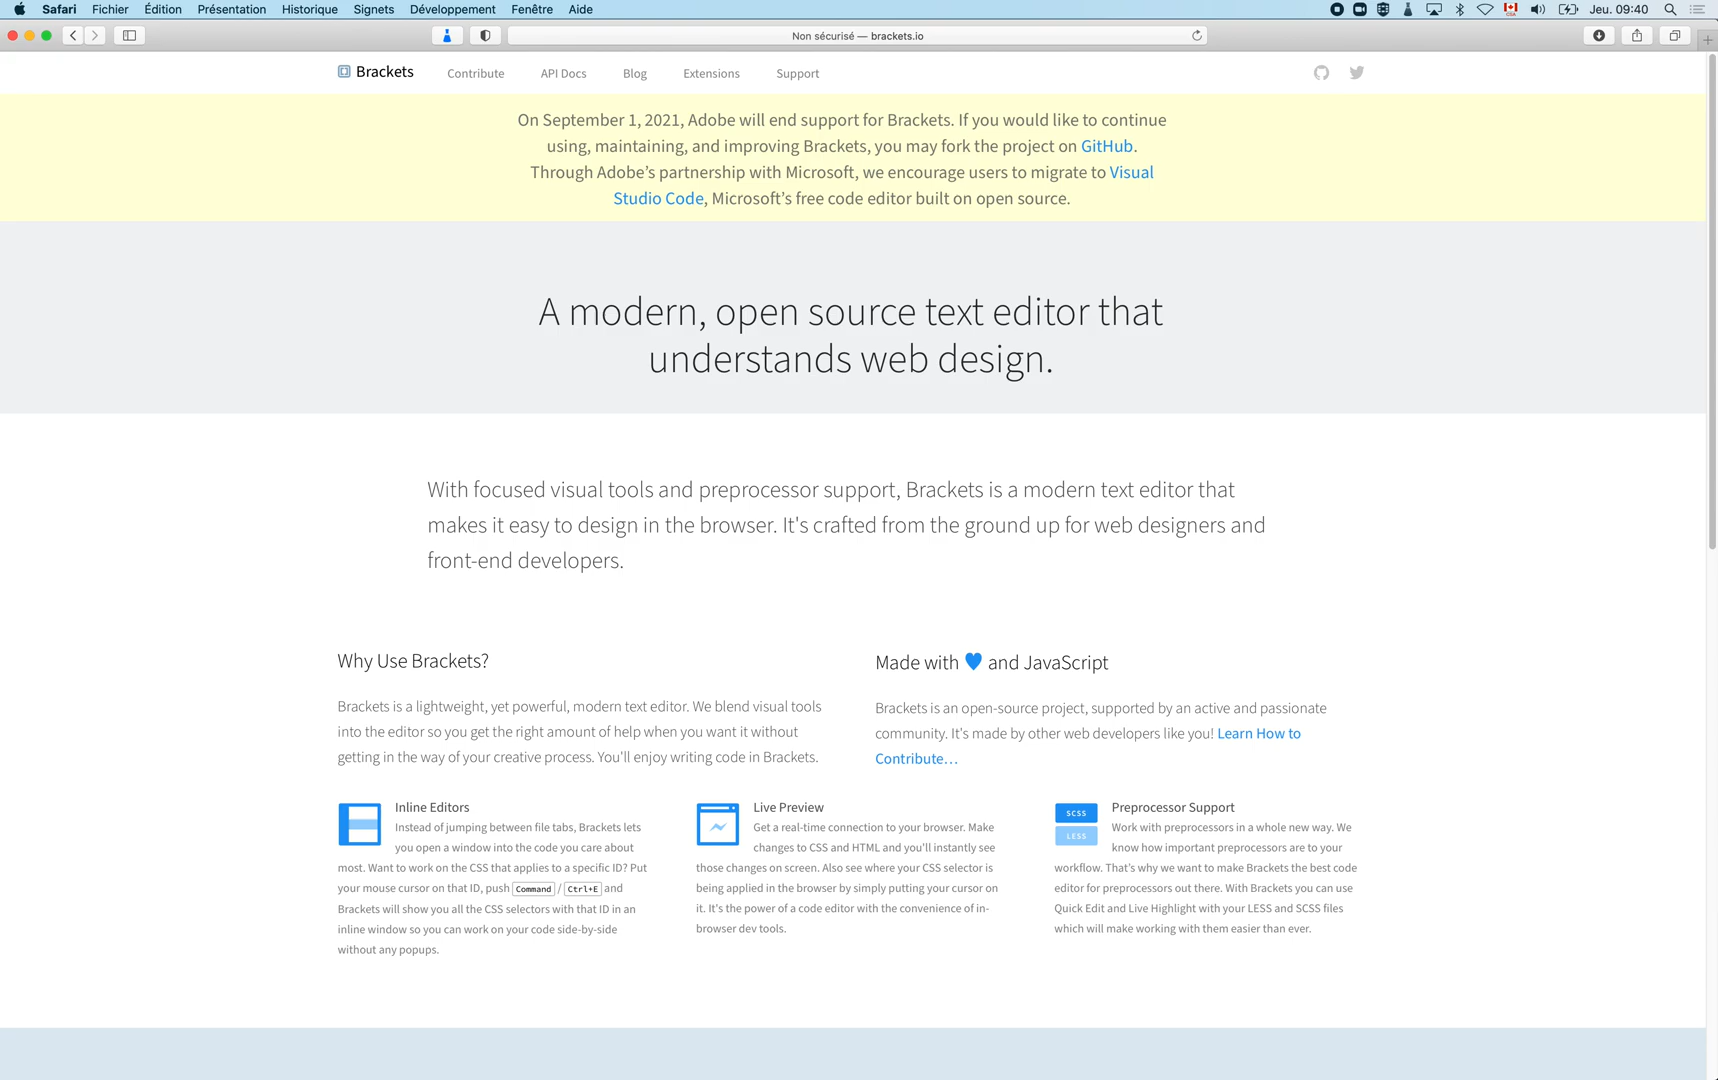 Safari Fichier Édition Présentation Historique Signets Développement Fenêtre Aide Jeu. 09:40
Non sécurisé — brackets.io
Brackets Contribute API Docs Blog Extensions Support
On September 1, 2021, Adobe will end support for Brackets. If you would like to continue
using, maintaining, and improving Brackets, you may fork the project on GitHub.
Through Adobe’s partnership with Microsoft, we encourage users to migrate to Visual
Studio Code, Microsoft’s free code editor built on open source.
A modern, open source text editor that
understands web design.
With focused visual tools and preprocessor support, Brackets is a modern text editor that
makes it easy to design in the browser. It's crafted from the ground up for web designers and
front-end developers.
Why Use Brackets?
Brackets is a lightweight, yet powerful, modern text editor. We blend visual tools
into the editor so you get the right amount of help when you want it without
getting in the way of your creative process. You'll enjoy writing code in Brackets.
Made with and JavaScript
Brackets is an open-source project, supported by an active and passionate
community. It's made by other web developers like you! Learn How to
Contribute…
Inline Editors
Instead of jumping between file tabs, Brackets lets
you open a window into the code you care about
most. Want to work on the CSS that applies to a specific ID? Put
your mouse cursor on that ID, push Command / Ctrl+E and
Brackets will show you all the CSS selectors with that ID in an
inline window so you can work on your code side-by-side
without any popups.
Live Preview
Get a real-time connection to your browser. Make
changes to CSS and HTML and you'll instantly see
those changes on screen. Also see where your CSS selector is
being applied in the browser by simply putting your cursor on
it. It's the power of a code editor with the convenience of in-
browser dev tools.
SCSS
LESS
Preprocessor Support
Work with preprocessors in a whole new way. We
know how important preprocessors are to your
workflow. That's why we want to make Brackets the best code
editor for preprocessors out there. With Brackets you can use
Quick Edit and Live Highlight with your LESS and SCSS files
which will make working with them easier than ever.